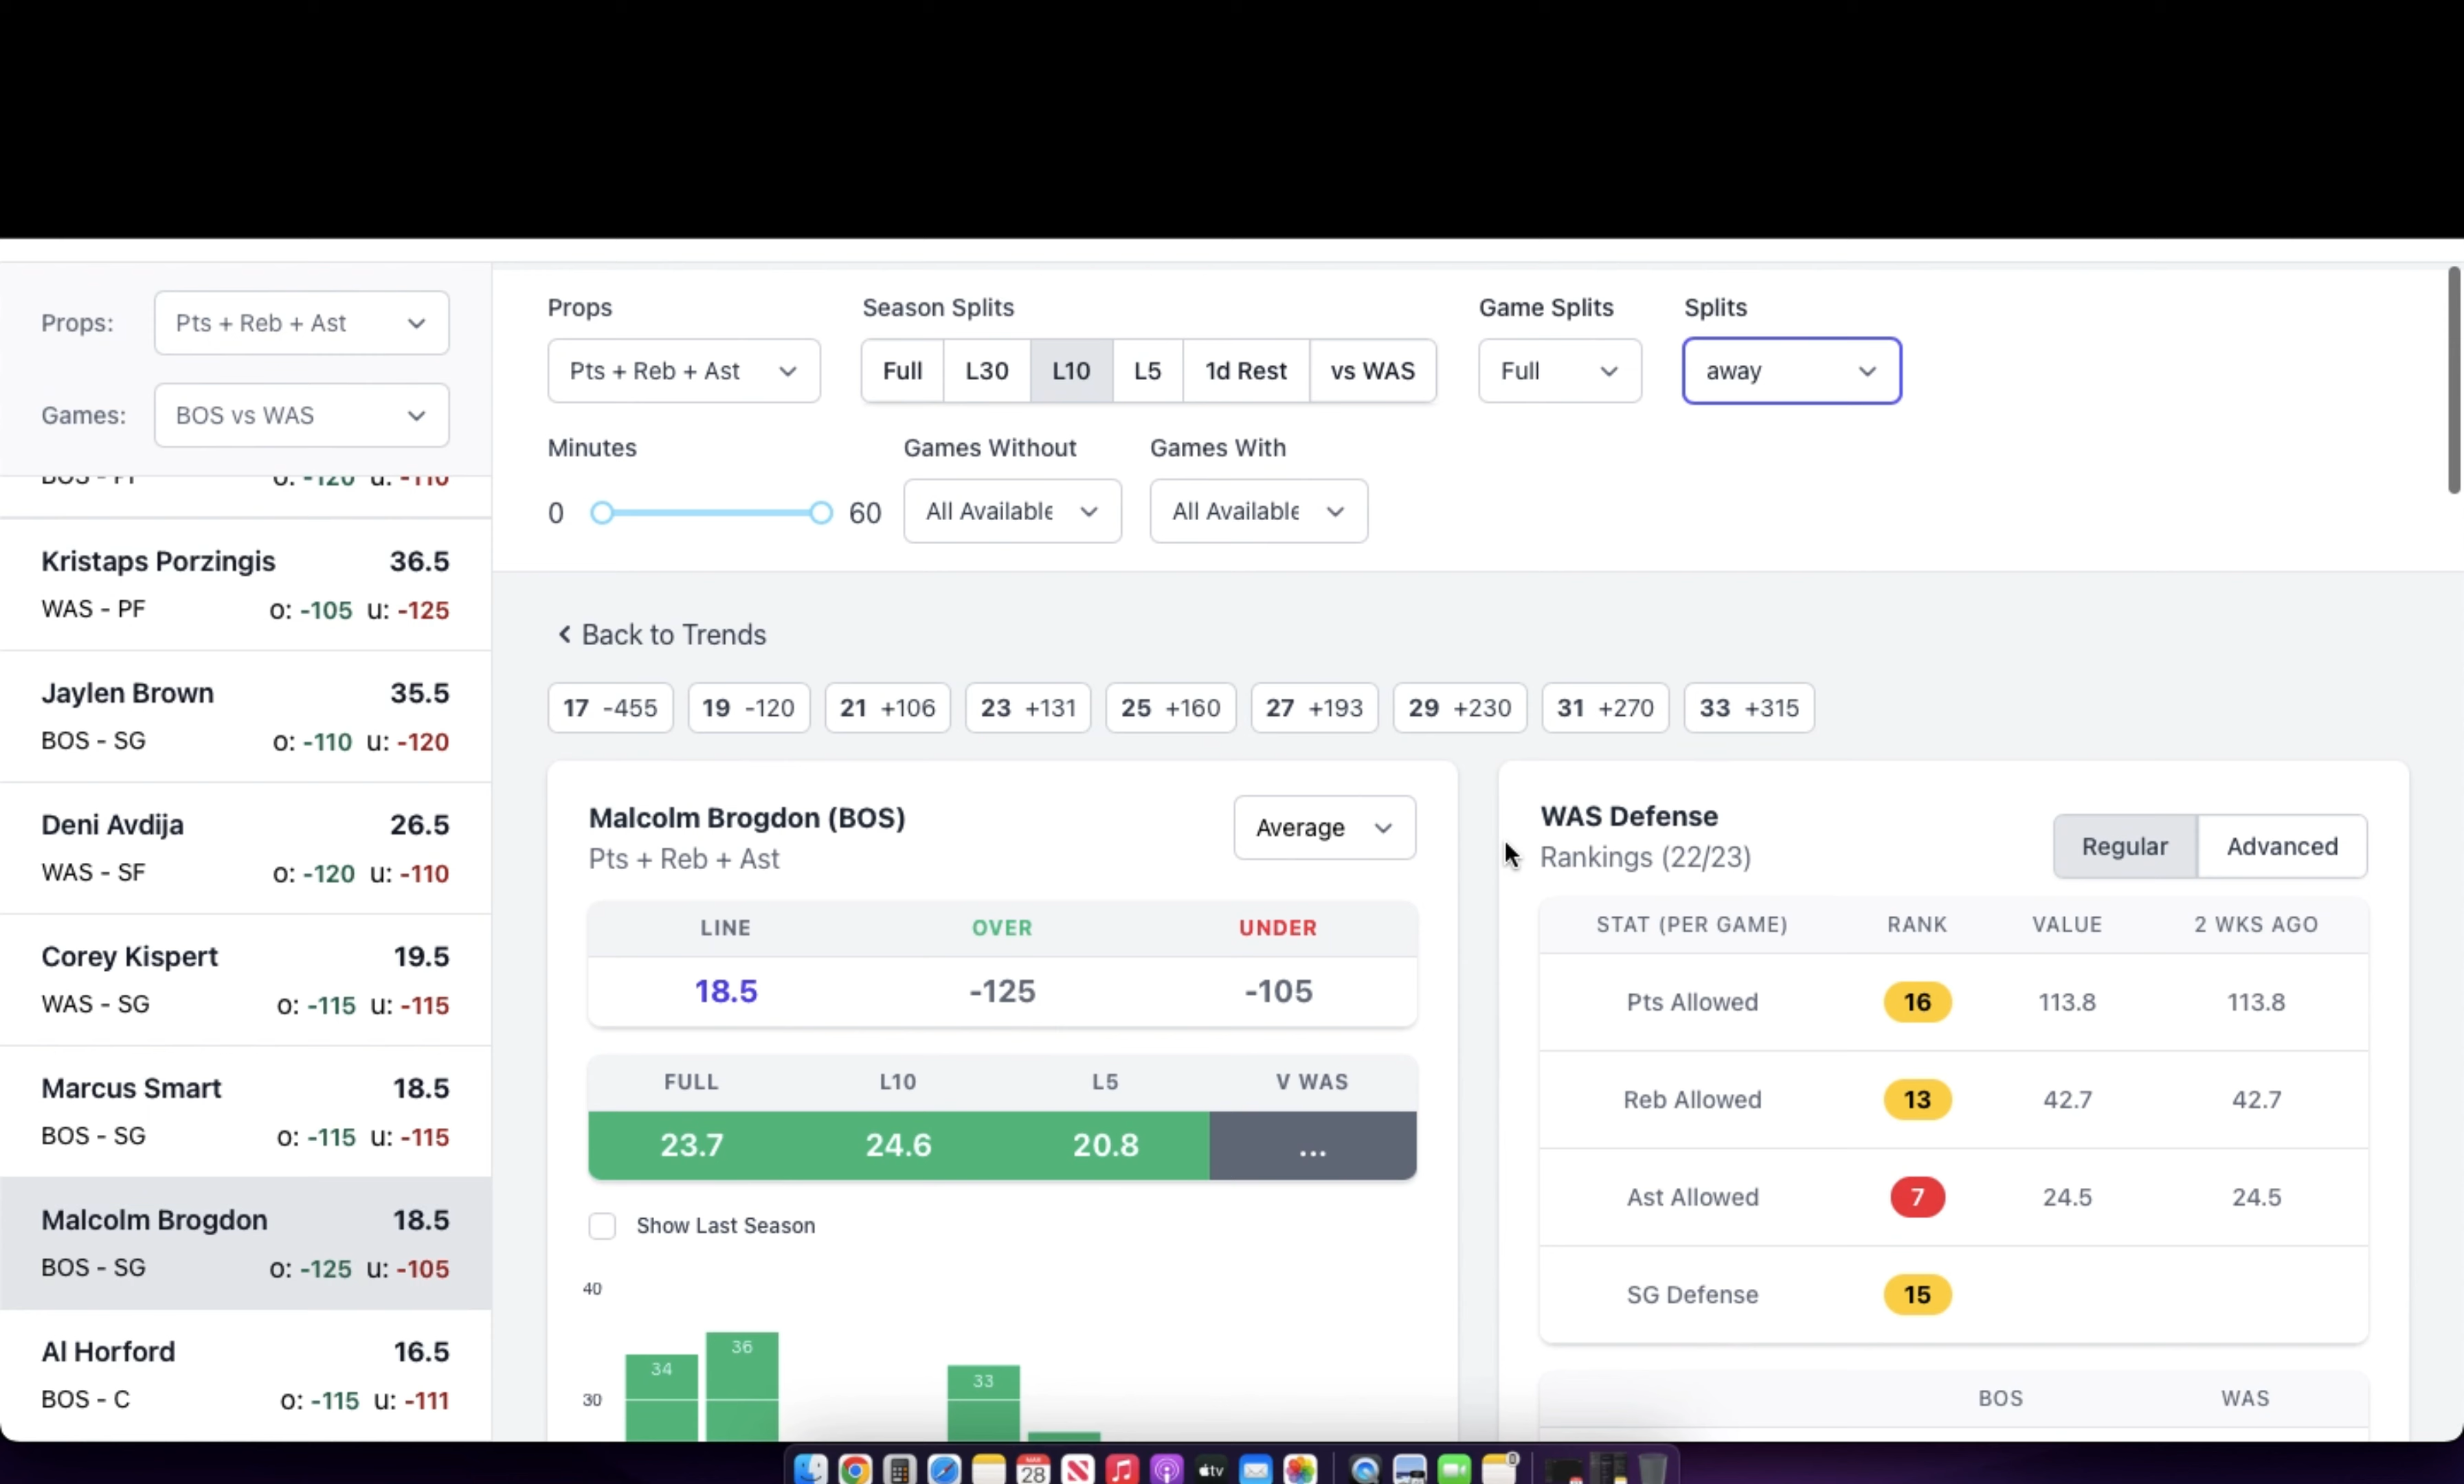 Props: Pts + Reb + Ast
Games: BOS vs WAS
BOS - PF o: -120 u: -110
Kristaps Porzingis 36.5
WAS - PF o: -105 u: -125
Jaylen Brown 35.5
BOS - SG o: -110 u: -120
Deni Avdija 26.5
WAS - SF o: -120 u: -110
Corey Kispert 19.5
WAS - SG o: -115 u: -115
Marcus Smart 18.5
BOS - SG o: -115 u: -115
Malcolm Brogdon 18.5
BOS - SG o: -125 u: -105
Al Horford 16.5
BOS - C o: -115 u: -111
Props Season Splits Game Splits Splits
Pts + Reb + Ast Full L30 L10 L5 1d Rest vs WAS Full away
Minutes Games Without Games With
0 60 All Available All Available
Back to Trends
17 -455 19 -120 21 +106 23 +131 25 +160 27 +193 29 +230 31 +270 33 +315
Malcolm Brogdon (BOS) Average
Pts + Reb + Ast
LINE OVER UNDER
18.5 -125 -105
FULL L10 L5 V WAS
23.7 24.6 20.8 ...
Show Last Season
40
34 36 33
30
WAS Defense
Rankings (22/23) Regular Advanced
STAT (PER GAME) RANK VALUE 2 WKS AGO
Pts Allowed 16 113.8 113.8
Reb Allowed 13 42.7 42.7
Ast Allowed 7 24.5 24.5
SG Defense 15
BOS WAS
28
tv